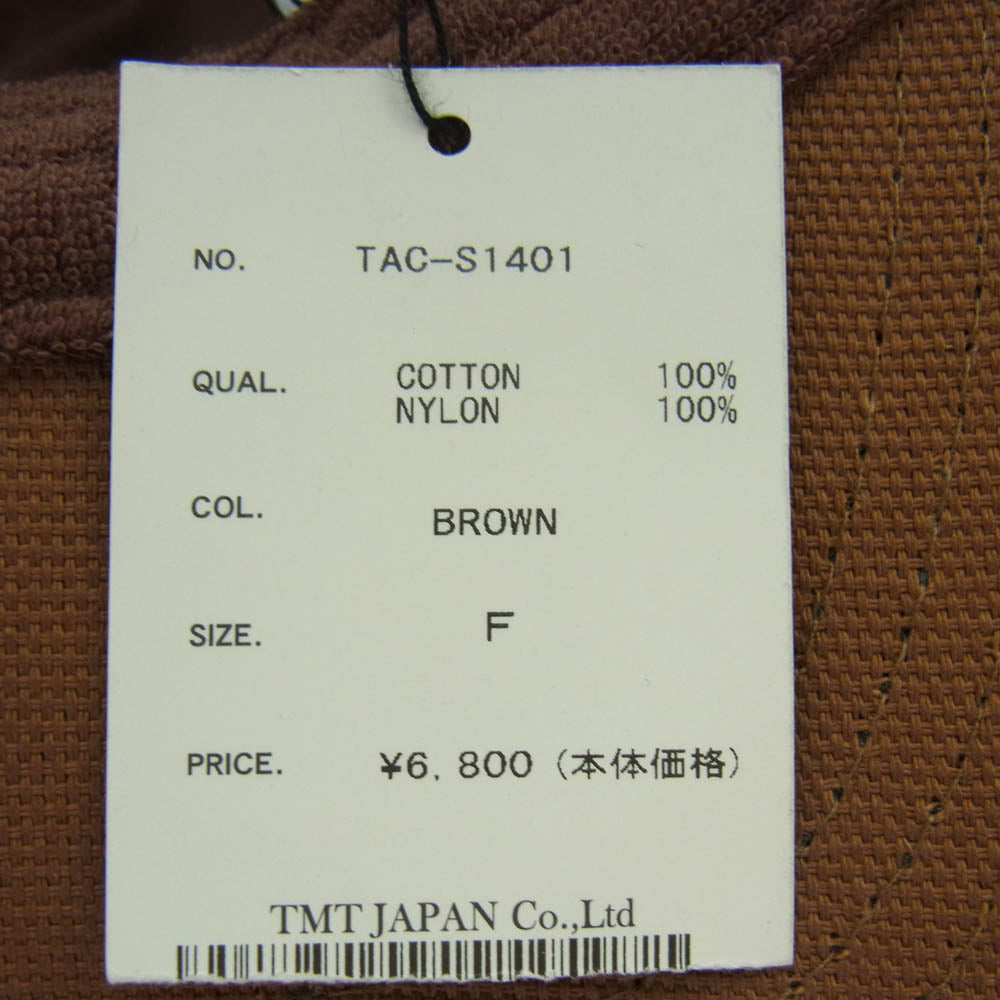 NO. TAC-S1401
QUAL. COTTON 100%
NYLON 100%
COL. BROWN
SIZE. F
PRICE. ¥6,800 (本体価格)
TMT JAPAN Co.,Ltd